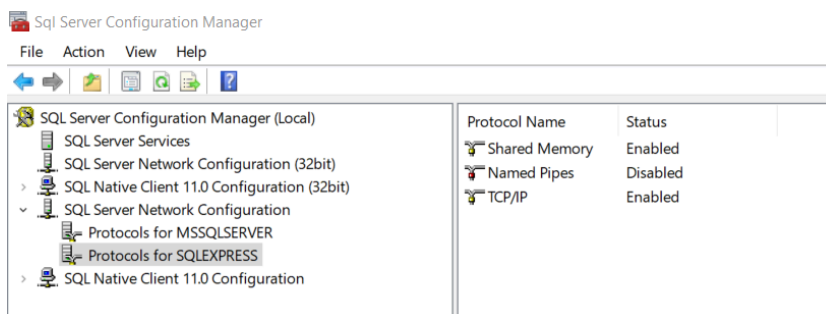 Sql Server Configuration Manager
File Action View Help
SQL Server Configuration Manager (Local)
SQL Server Services
SQL Server Network Configuration (32bit)
SQL Native Client 11.0 Configuration (32bit)
SQL Server Network Configuration
Protocols for MSSQLSERVER
Protocols for SQLEXPRESS
SQL Native Client 11.0 Configuration
Protocol Name Status
Shared Memory Enabled
Named Pipes Disabled
TCP/IP Enabled